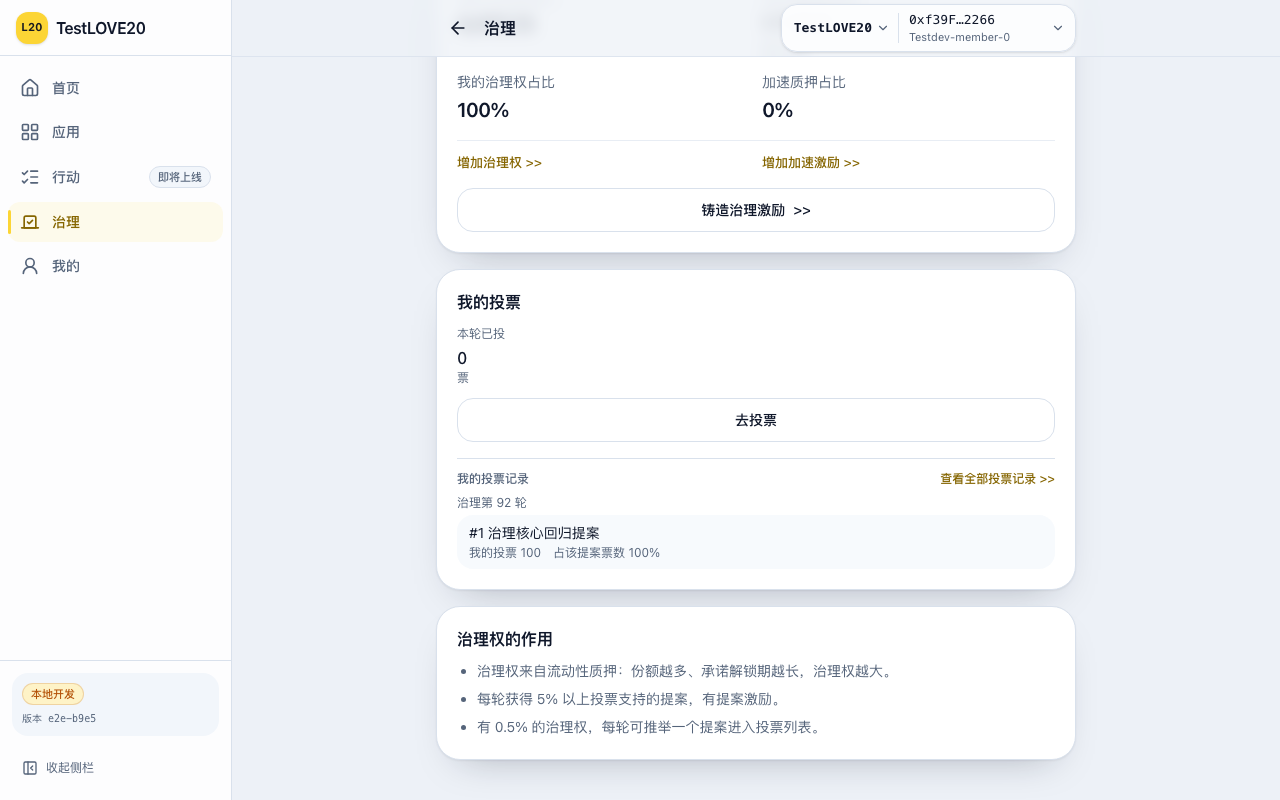 L20 TestLOVE20
首页
应用
行动 即将上线
治理
我的
本地开发
版本 e2e-b9e5
收起侧栏
治理
TestLOVE20
0xf39F…2266
Testdev-member-0
我的治理权占比
100%
加速质押占比
0%
增加治理权 >>
增加加速激励 >>
铸造治理激励 >>
我的投票
本轮已投
0
票
去投票
我的投票记录
查看全部投票记录 >>
治理第 92 轮
#1 治理核心回归提案
我的投票 100 占该提案票数 100%
治理权的作用
• 治理权来自流动性质押：份额越多、承诺解锁期越长，治理权越大。
• 每轮获得 5% 以上投票支持的提案，有提案激励。
• 有 0.5% 的治理权，每轮可推举一个提案进入投票列表。